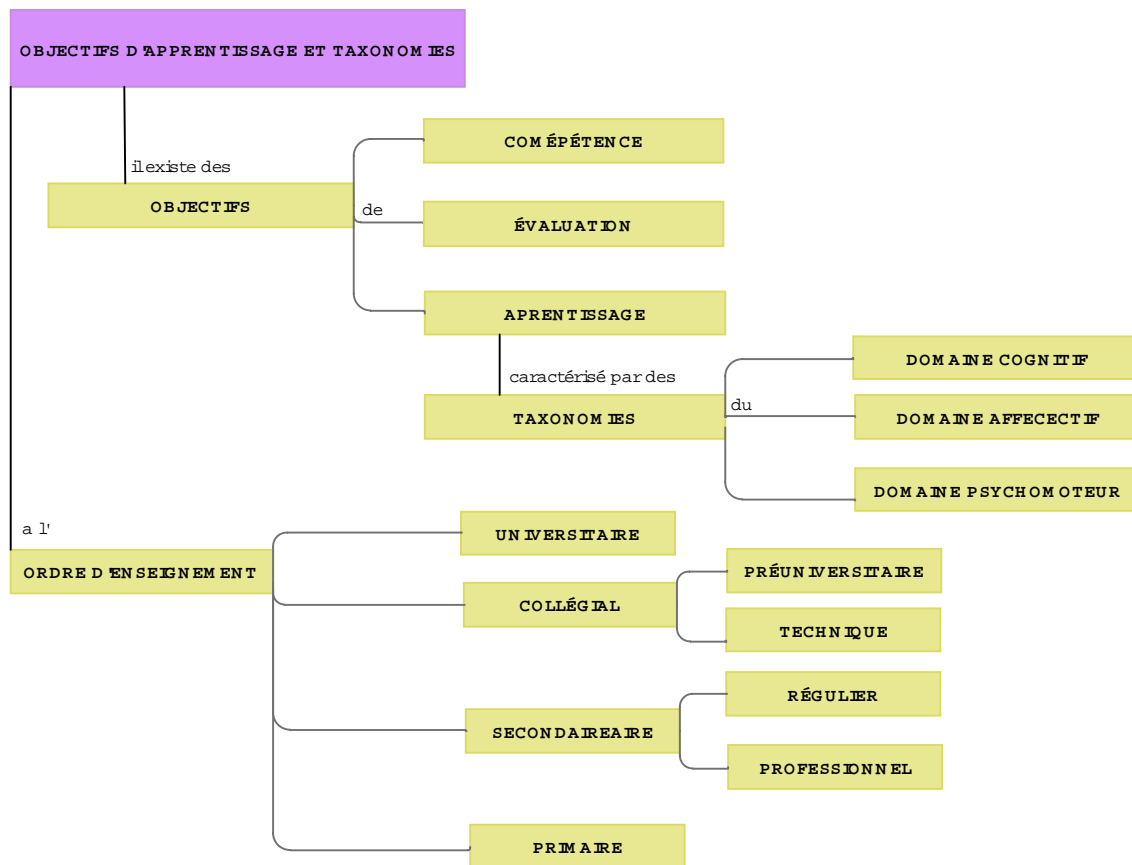 OBJECTIFS D'APPRENTISSAGE ET TAXONOMIES
il existe des
OBJECTIFS
de
COMÉPÉTENCE
ÉVALUATION
APRENTISSAGE
caractérisé par des
TAXONOMIES
du
DOMAINE COGNITIF
DOMAINE AFFECECTIF
DOMAINE PSYCHOMOTEUR
a l'
ORDRE D'ENSEIGNEMENT
UNIVERSITAIRE
COLLÉGIAL
PRÉUNIVERSITAIRE
TECHNIQUE
SECONDAIREAIRE
RÉGULIER
PROFESSIONNEL
PRIMAIRE